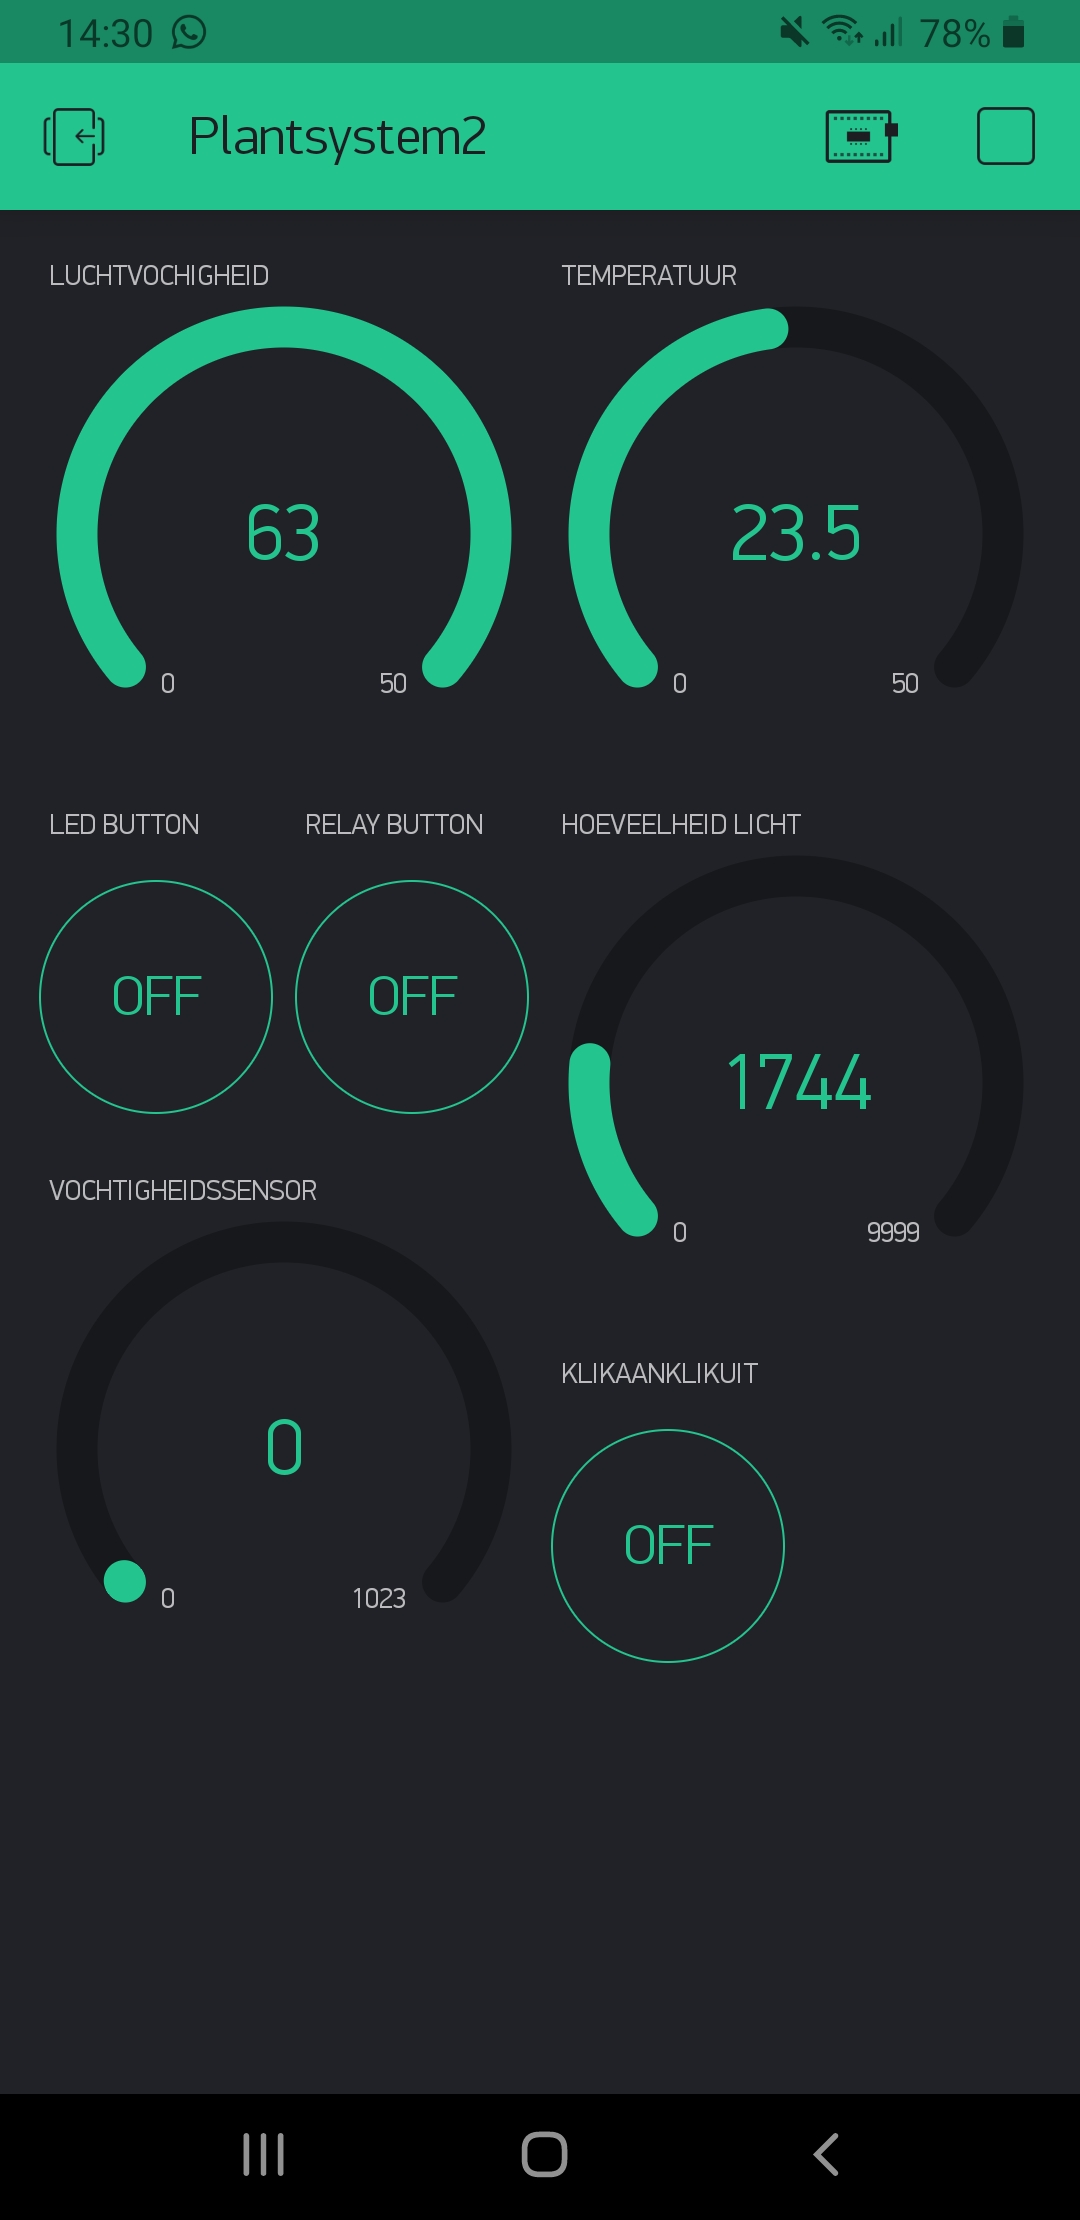 14:30 78%
Plantsystem2
LUCHTVOCHIGHEID TEMPERATUUR
63 23.5
0 50 0 50
LED BUTTON RELAY BUTTON HOEVEELHEID LICHT
OFF OFF
1744
VOCHTIGHEIDSSENSOR
0 9999
KLIKAANKLIKUIT
0
OFF
0 1023